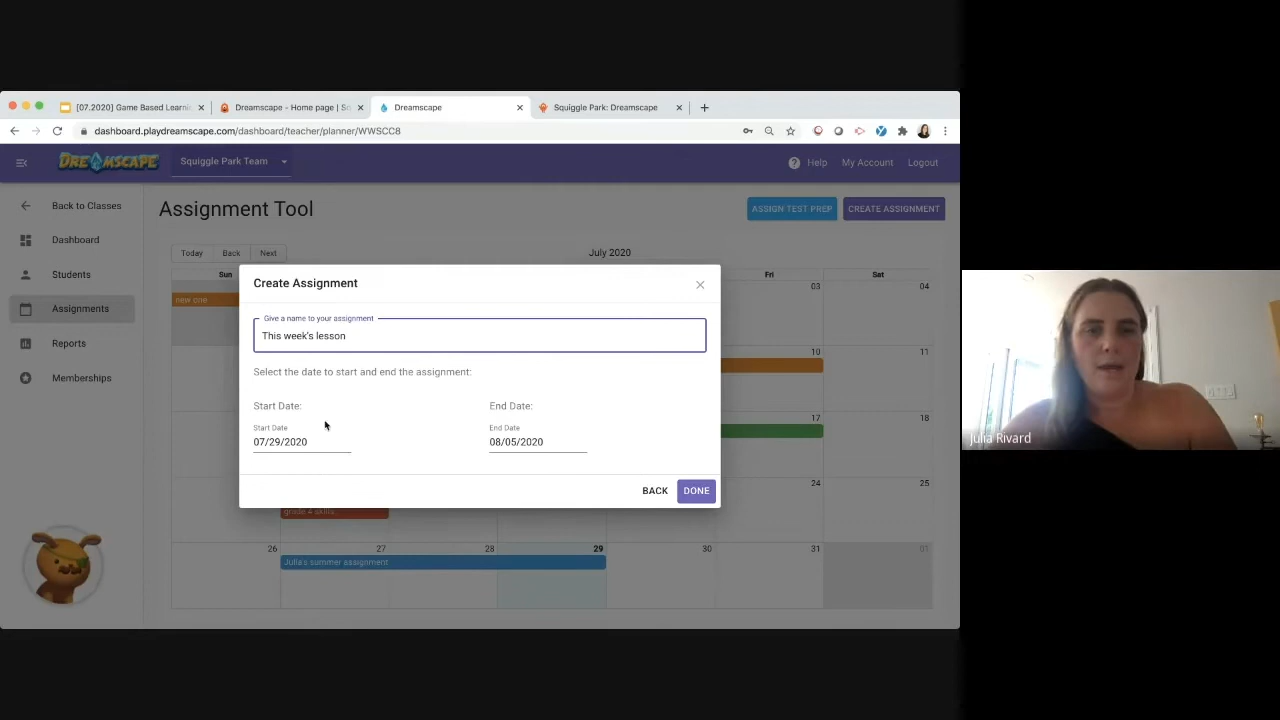 [07.2020] Game Based Learni
Dreamscape - Home page | Sq
Dreamscape
Squiggle Park: Dreamscape
dashboard.playdreamscape.com/dashboard/teacher/planner/WWSCC8
DREAMSCAPE
Squiggle Park Team
Help
My Account
Logout
Back to Classes
Assignment Tool
ASSIGN TEST PREP
CREATE ASSIGNMENT
Dashboard
Students
Assignments
Reports
Memberships
Today
Back
Next
July 2020
Sun
Fri
Sat
new one
03
04
10
11
17
18
24
25
grade 4 skills
26
27
28
29
30
31
01
Julia's summer assignment
Create Assignment
Give a name to your assignment
This week's lesson
Select the date to start and end the assignment:
Start Date:
End Date:
Start Date
End Date
07/29/2020
08/05/2020
BACK
DONE
Julia Rivard